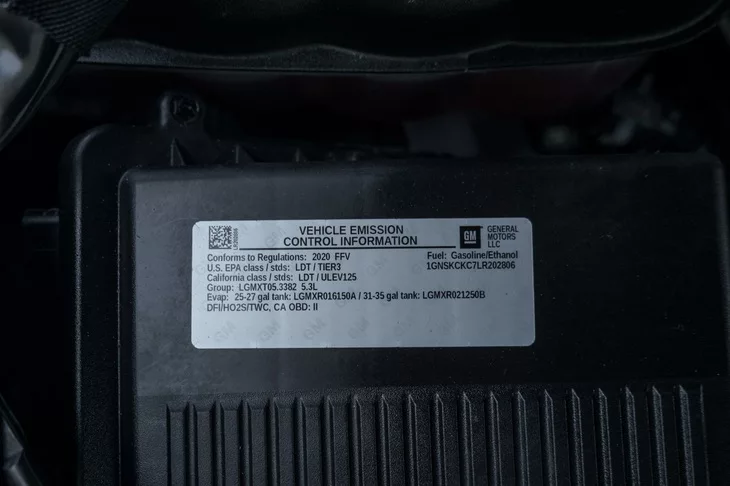 VEHICLE EMISSION
CONTROL INFORMATION
GM
GENERAL
MOTORS
LLC
Conforms to Regulations: 2020 FFV
Fuel: Gasoline/Ethanol
U.S. EPA class / stds: LDT / TIER3
1GNSKCKC7LR202806
California class / stds: LDT / ULEV125
Group: LGMXT05.3382 5.3L
Evap: 25-27 gal tank: LGMXR016150A / 31-35 gal tank: LGMXR021250B
DFI/HO2S/TWC, CA OBD: II